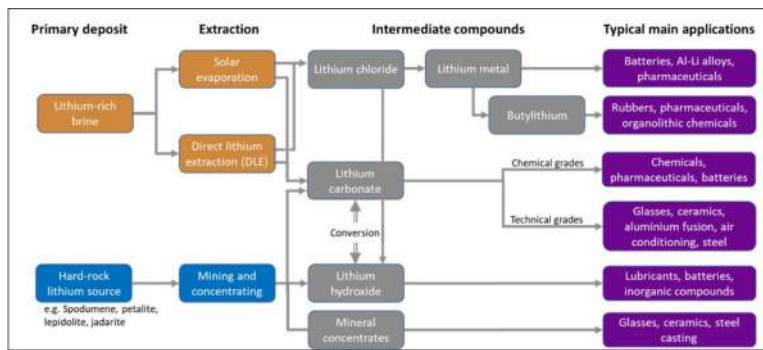 Primary deposit
Extraction
Intermediate compounds
Typical main applications
Lithium-rich
brine
Solar
evaporation
Direct lithium
extraction (DLE)
Lithium chloride
Lithium metal
Butylithium
Batteries, Al-Li alloys,
pharmaceuticals
Rubbers, pharmaceuticals,
organolithic chemicals
Lithium
carbonate
Chemical grades
Chemicals,
pharmaceuticals, batteries
Technical grades
Glasses, ceramics,
aluminium fusion, air
conditioning, steel
Conversion
Hard-rock
lithium source
e.g. Spodumene, petalite,
lepidolite, jadarite
Mining and
concentrating
Lithium
hydroxide
Lubricants, batteries,
inorganic compounds
Mineral
concentrates
Glasses, ceramics, steel
casting